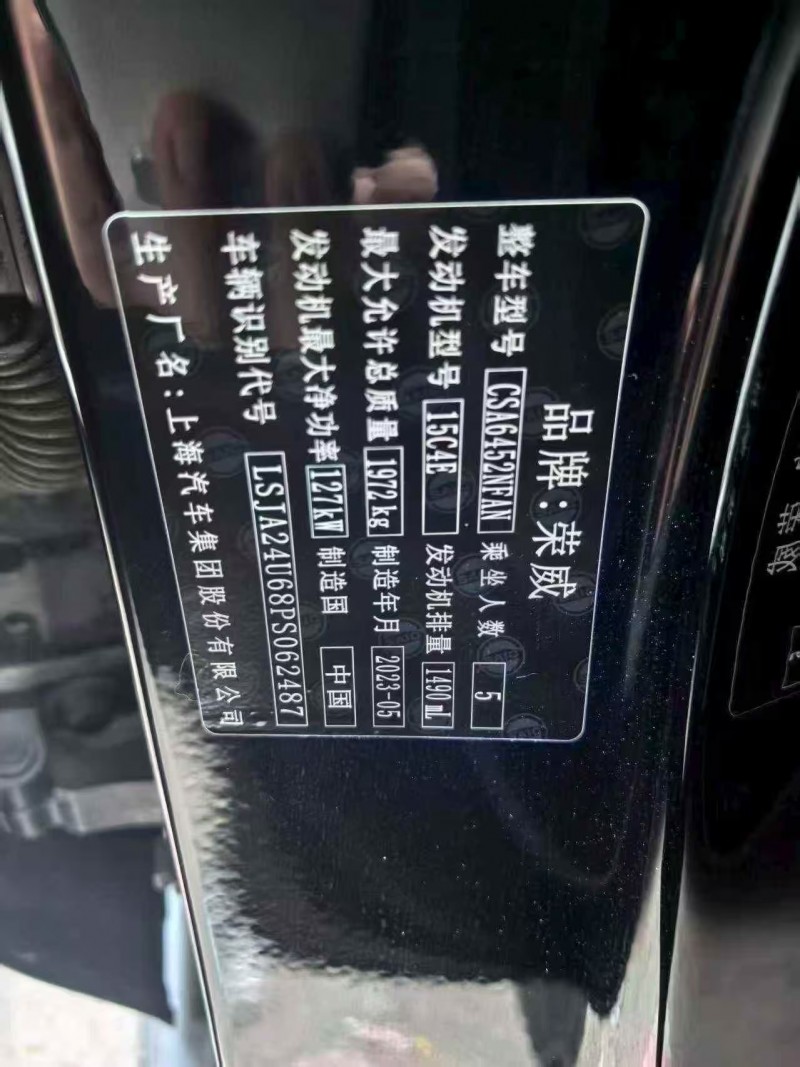 品牌:荣威
整车型号 CSA6452NFAN 乘坐人数 5
发动机型号 15C4E 发动机排量 1490mL
最大允许总质量 1972kg 制造年月 2023-05
发动机最大净功率 127kW 制造国 中国
车辆识别代号 LSJA24U68PS062487
生产厂名:上海汽车集团股份有限公司